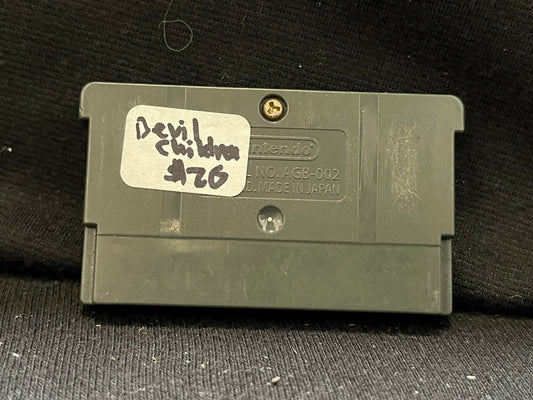 Devil
Children
$20
Nintendo
NO. AGB-002
MADE IN JAPAN